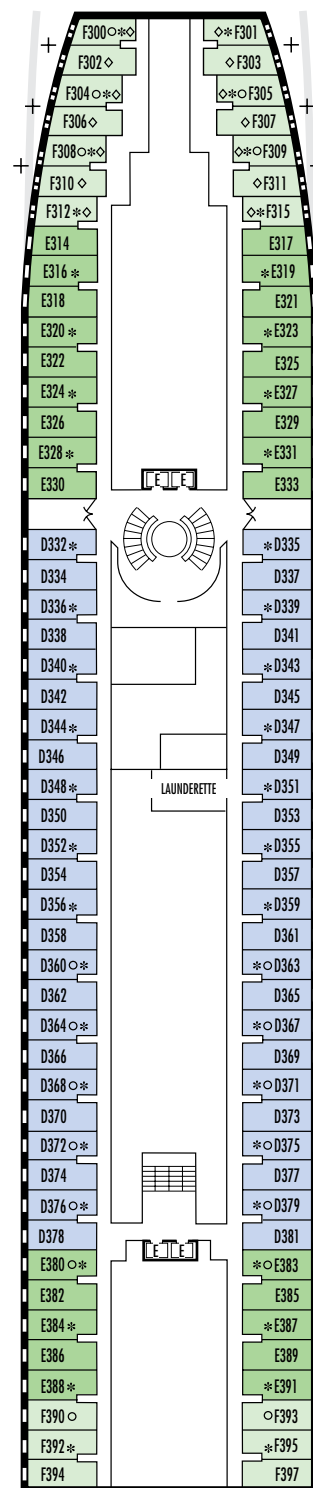 F300○*◇ ◇*F301
F302◇ ◇F303
F304○*◇ ◇*○F305
F306◇ ◇F307
F308○*◇ ◇*○F309
F310◇ ◇F311
F312*◇ ◇*F315
E314 E317
E316* *E319
E318 E321
E320* *E323
E322 E325
E324* *E327
E326 E329
E328* *E331
E330 E E E333
D332* *D335
D334 D337
D336* *D339
D338 D341
D340* *D343
D342 D345
D344* *D347
D346 D349
D348* LAUNDERETTE *D351
D350 D353
D352* *D355
D354 D357
D356* *D359
D358 D361
D360○* *○D363
D362 D365
D364○* *○D367
D366 D369
D368○* *○D371
D370 D373
D372○* *○D375
D374 D377
D376○* *○D379
D378 E E D381
E380○* *○E383
E382 E385
E384* *E387
E386 E389
E388* *E391
F390○ ○F393
F392* *F395
F394 F397